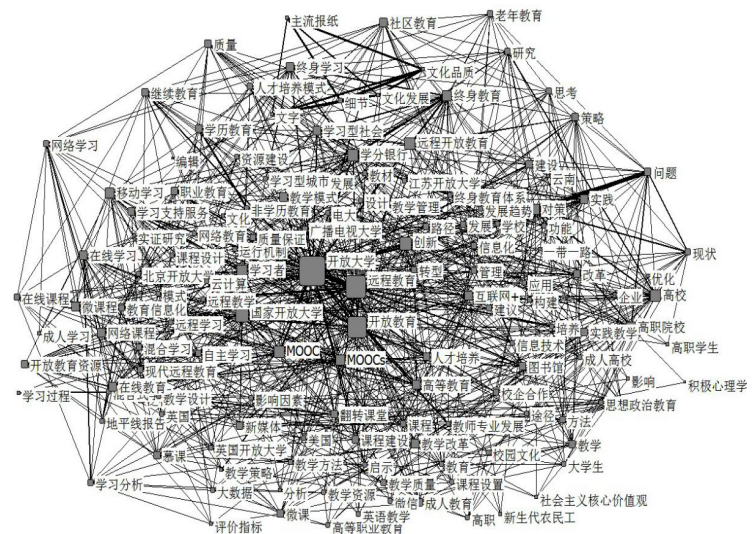 主流报纸
老年教育
社区教育
质量
研究
终身学习
文化品质
人才培养模式
继续教育
细节
文化发展
终身教育
思考
文字
策略
学历教育
学习型社会
网络学习
远程开放教育
编辑
资源建设
学分银行
建设
云南
问题
教材
江苏开放大学
移动学习
职业教育
学习型城市
发展
教学模式
设计
教学管理
终身教育体系
实践
学习支持服务
文化
非学历教育
电大
发展趋势
对策
实证研究
网络教育
质量保证
广播电视大学
路径
发展
学校
功能
创新
信息化
一带一路
现状
在线学习
课程设计
运行机制
开放大学
北京开放大学
学习者
转型
管理
改革
优化
云计算
远程教育
应用
在线课程
微课程
模式
远程教学
互联网+
构建
企业
高校
教育信息化
国家开放大学
建议
远程学习
开放教育
培养
高职院校
成人学习
网络课程
信息技术
实践教学
混合学习
自主学习
MOOC
高职学生
开放教育资源
现代远程教育
MOOCs
人才培养
图书馆
成人高校
影响
积极心理学
学习过程
在线教育
教学设计
影响因素
高等教育
校企合作
思想政治教育
地平线报告
英国
新媒体
翻转课堂
课程
教师专业发展
途径
方法
慕课
美国
课程建设
教学改革
教学
英国开放大学
校园文化
教学策略
教学方法
启示
教育
大学生
学习分析
大数据
分析
教学资源
教学质量
课程设置
微信
成人教育
社会主义核心价值观
评价指标
微课
高等职业教育
英语教学
高职
新生代农民工